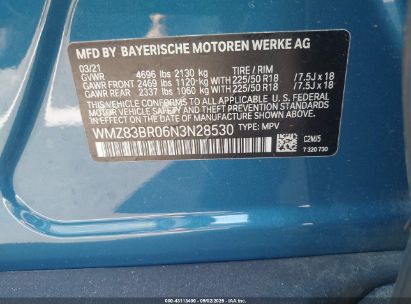 MFD BY BAYERISCHE MOTOREN WERKE AG
03/21 TIRE / RIM
GVWR 4696 lbs 2130 kg
GAWR FRONT 2469 lbs 1120 kg WITH 225/50 R18 / 7.5J x 18
GAWR REAR 2337 lbs 1060 kg WITH 225/50 R18 / 7.5J x 18
THIS VEHICLE CONFORMS TO ALL APPLICABLE U.S. FEDERAL
MOTOR VEHICLE SAFETY, BUMPER, AND THEFT PREVENTION
STANDARDS IN EFFECT ON THE DATE OF MANUFACTURE
SHOWN ABOVE.
WMZ83BR06N3N28530 TYPE: MPV
C2M/5
7 320 730